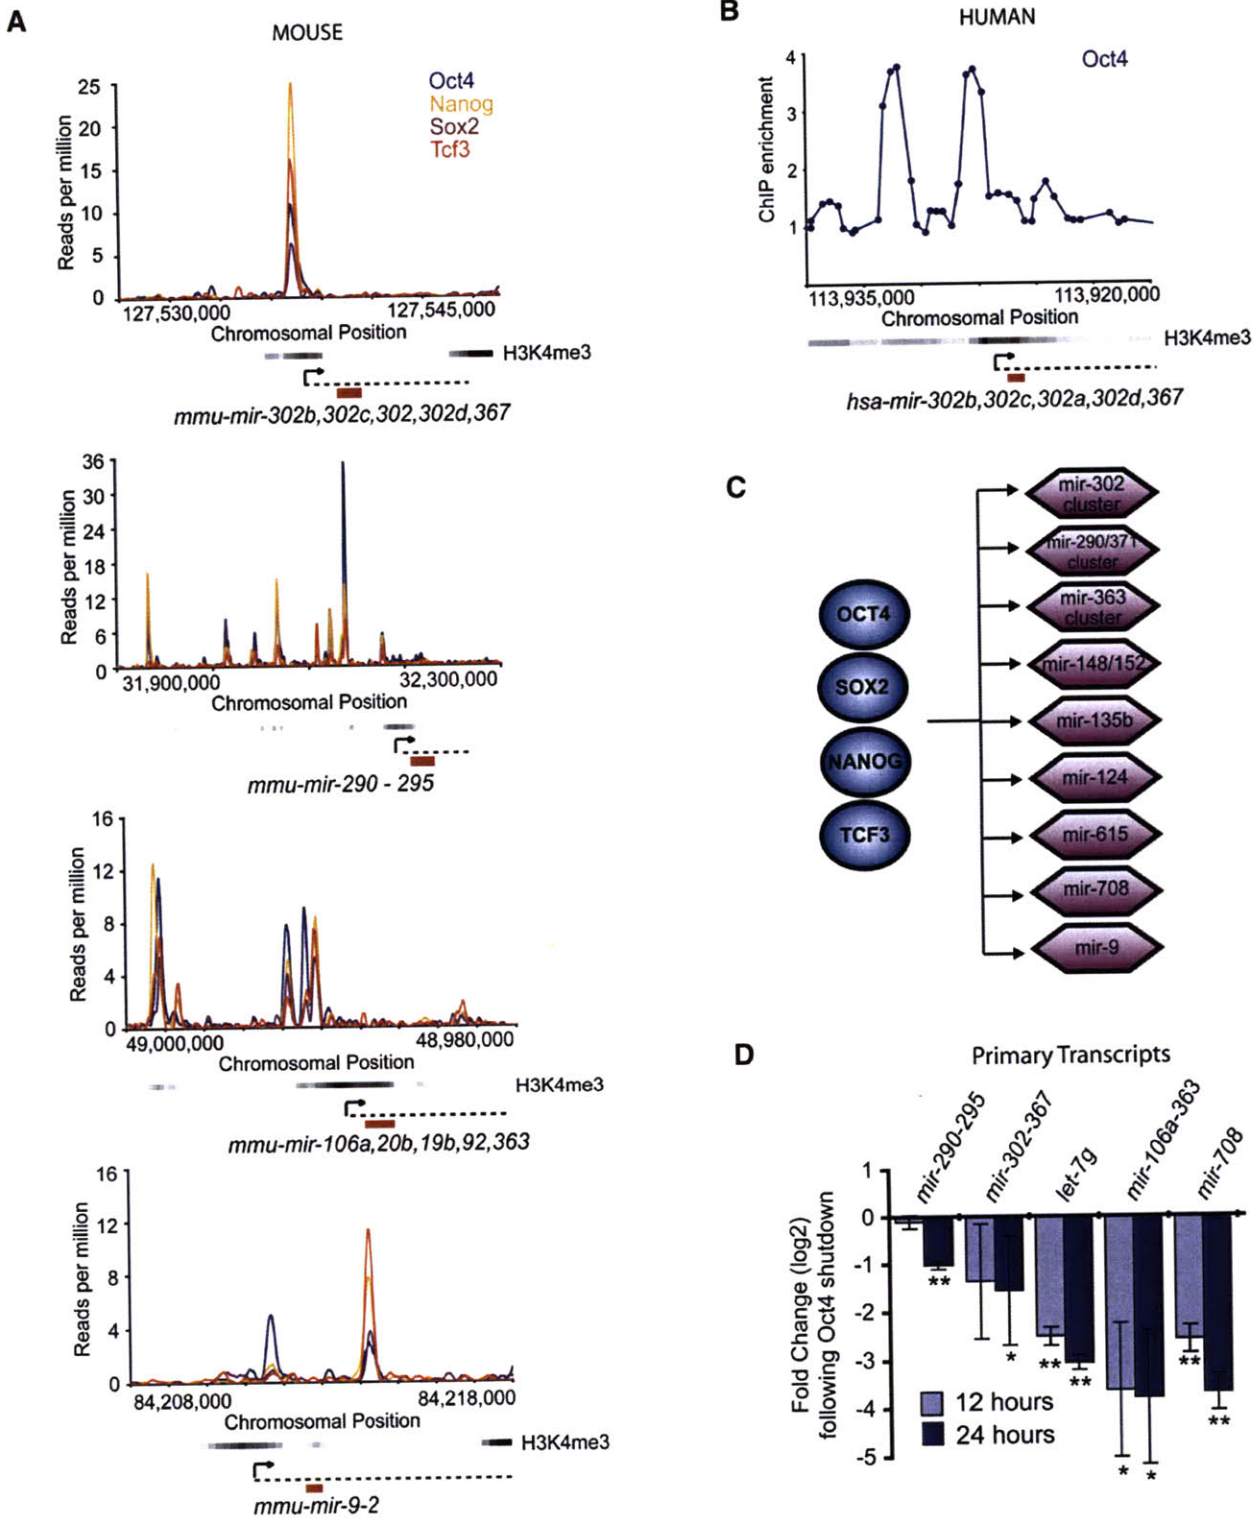 A
MOUSE
Oct4
Nanog
Sox2
Tcf3
Reads per million
25
20
15
10
5
0
127,530,000
127,545,000
Chromosomal Position
H3K4me3
mmu-mir-302b,302c,302,302d,367
Reads per million
36
30
24
18
12
6
0
31,900,000
32,300,000
Chromosomal Position
mmu-mir-290 - 295
Reads per million
16
12
8
4
0
49,000,000
48,980,000
Chromosomal Position
H3K4me3
mmu-mir-106a,20b,19b,92,363
Reads per million
16
12
8
4
0
84,208,000
84,218,000
Chromosomal Position
H3K4me3
mmu-mir-9-2
B
HUMAN
Oct4
ChIP enrichment
4
3
2
1
113,935,000
113,920,000
Chromosomal Position
H3K4me3
hsa-mir-302b,302c,302a,302d,367
C
OCT4
SOX2
NANOG
TCF3
mir-302
cluster
mir-290/371
cluster
mir-363
cluster
mir-148/152
mir-135b
mir-124
mir-615
mir-708
mir-9
D
Primary Transcripts
mir-290-295
mir-302-367
let-7g
mir-106a-363
mir-708
Fold Change (log2)
following Oct4 shutdown
1
0
-1
-2
-3
-4
-5
**
*
**
**
*
*
**
**
12 hours
24 hours